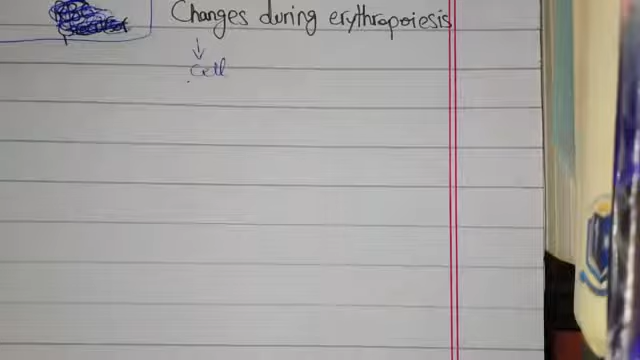 Changes during erythropoiesis
↓
Cell